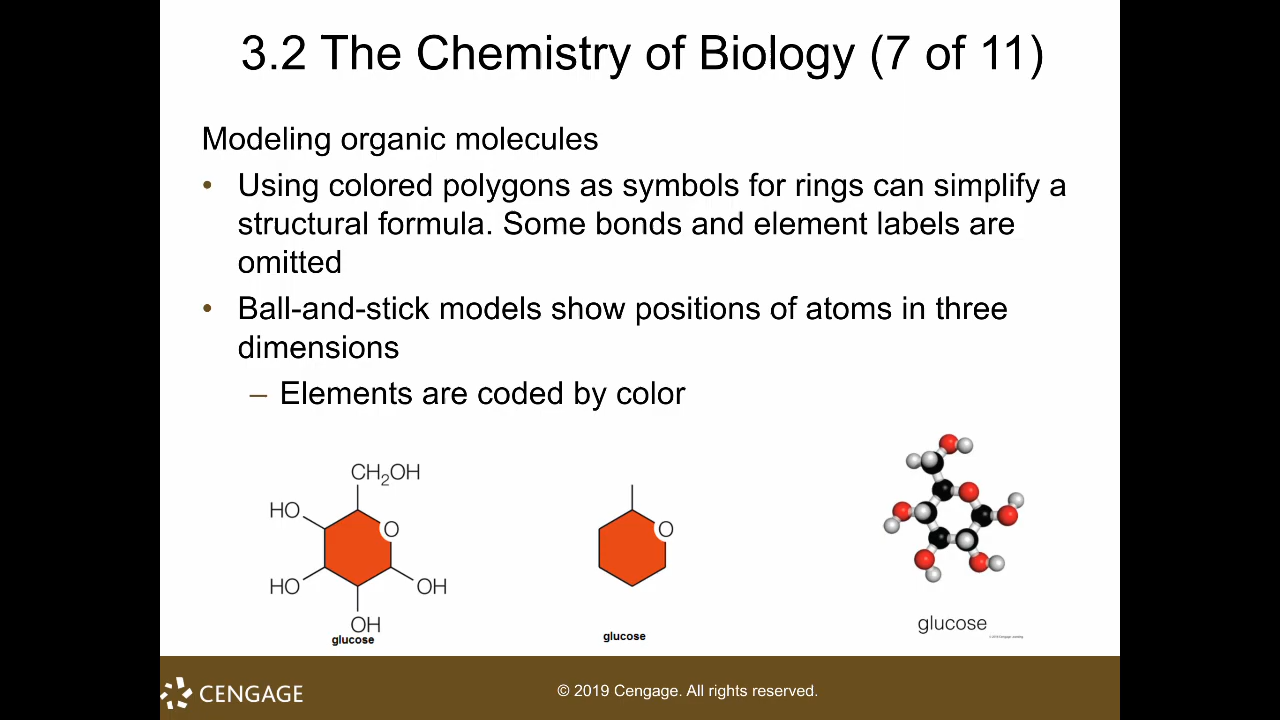 3.2 The Chemistry of Biology (7 of 11)
Modeling organic molecules
• Using colored polygons as symbols for rings can simplify a
structural formula. Some bonds and element labels are
omitted
• Ball-and-stick models show positions of atoms in three
dimensions
– Elements are coded by color
CH₂OH
HO
O
HO
OH
OH
glucose
O
glucose
glucose
CENGAGE
© 2019 Cengage. All rights reserved.